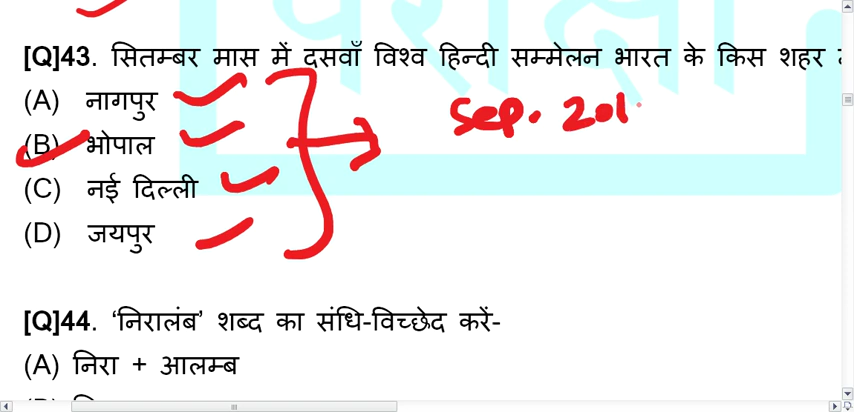 [Q]43. सितम्बर मास में दसवाँ विश्व हिन्दी सम्मेलन भारत के किस शहर
(A) नागपुर
Sep. 201
(B) भोपाल
(C) नई दिल्ली
(D) जयपुर
[Q]44. ‘निरालंब’ शब्द का संधि-विच्छेद करें-
(A) निरा + आलम्ब